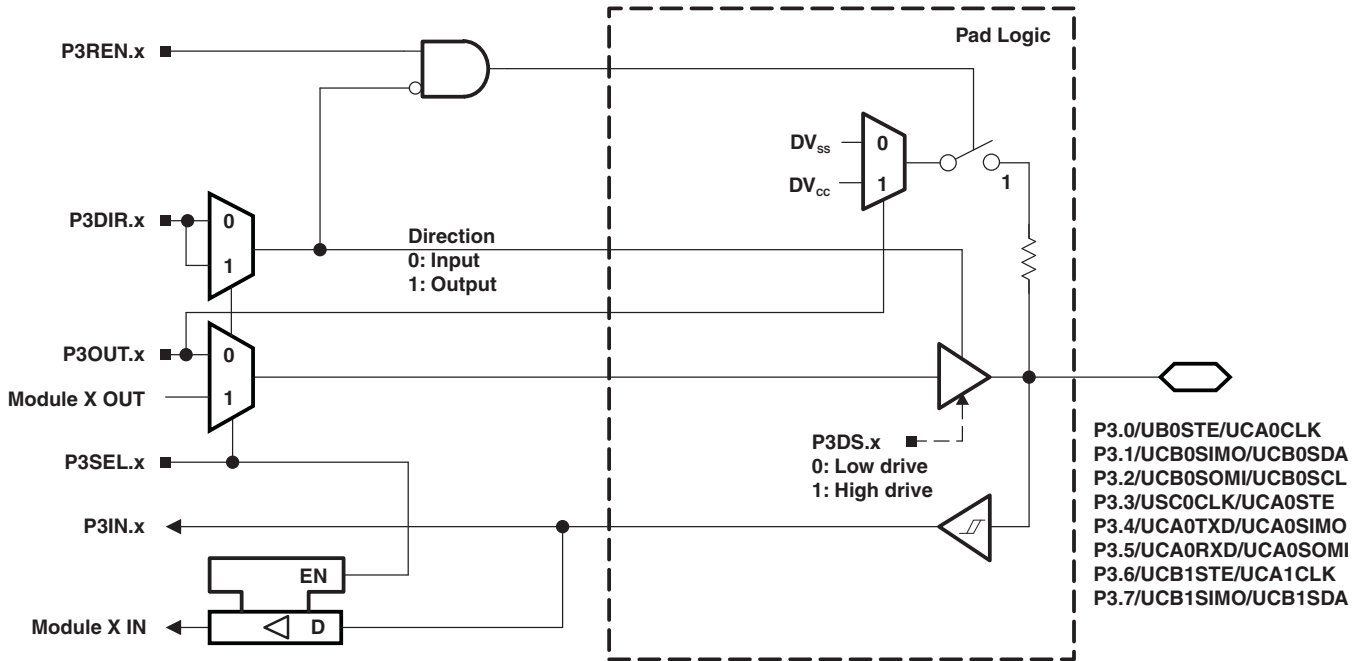 Pad Logic
P3REN.x
DVss
0
DVcc
1
1
P3DIR.x
0
1
Direction
0: Input
1: Output
P3OUT.x
0
Module X OUT
1
P3SEL.x
P3DS.x
0: Low drive
1: High drive
P3IN.x
EN
D
Module X IN
P3.0/UB0STE/UCA0CLK
P3.1/UCB0SIMO/UCB0SDA
P3.2/UCB0SOMI/UCB0SCL
P3.3/USC0CLK/UCA0STE
P3.4/UCA0TXD/UCA0SIMO
P3.5/UCA0RXD/UCA0SOMI
P3.6/UCB1STE/UCA1CLK
P3.7/UCB1SIMO/UCB1SDA